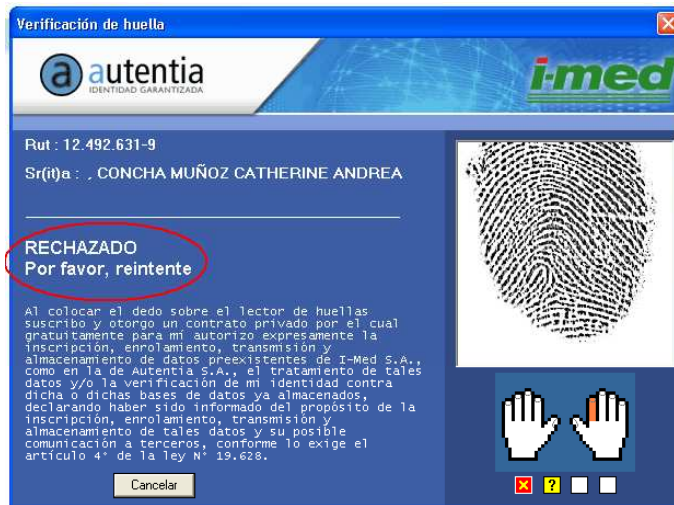 Verificación de huella
autentia
IDENTIDAD GARANTIZADA
i-med
Rut : 12.492.631-9
Sr(it)a : , CONCHA MUÑOZ CATHERINE ANDREA
RECHAZADO
Por favor, reintente
Al colocar el dedo sobre el lector de huellas
suscribo y otorgo un contrato privado por el cual
gratuitamente para mí autorizo expresamente la
inscripción, enrolamiento, transmisión y
almacenamiento de datos preexistentes de I-Med S.A.,
como en la de Autentia S.A., el tratamiento de tales
datos y/o la verificación de mi identidad contra
dicha o dichas bases de datos ya almacenados,
declarando haber sido informado del propósito de la
inscripción, enrolamiento, transmisión y
almacenamiento de tales datos y su posible
comunicación a terceros, conforme lo exige el
artículo 4° de la ley N° 19.628.
Cancelar
?